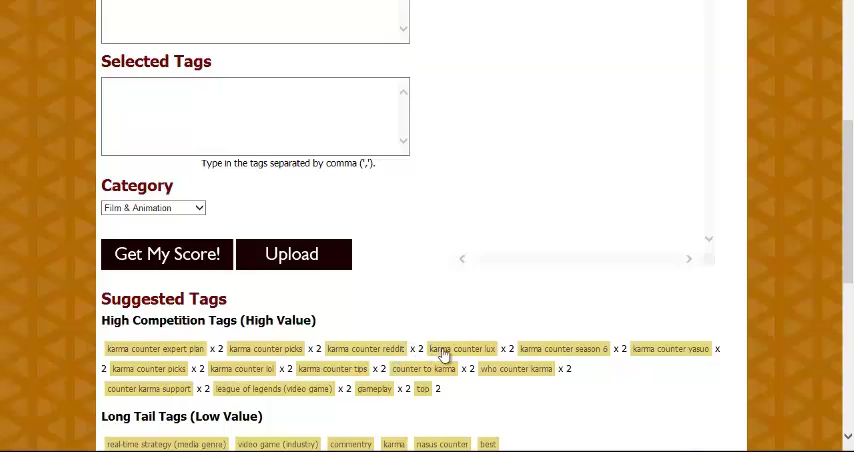 Selected Tags
Type in the tags separated by comma (',').
Category
Film & Animation
Get My Score! Upload
Suggested Tags
High Competition Tags (High Value)
karma counter expert plan x 2 karma counter picks x 2 karma counter reddit x 2 karma counter lux x 2 karma counter season 6 x 2 karma counter yasuo x
2 karma counter picks x 2 karma counter lol x 2 karma counter tips x 2 counter to karma x 2 who counter karma x 2
counter karma support x 2 league of legends (video game) x 2 gameplay x 2 top 2
Long Tail Tags (Low Value)
real-time strategy (media genre) video game (industry) commentry karma nasus counter best